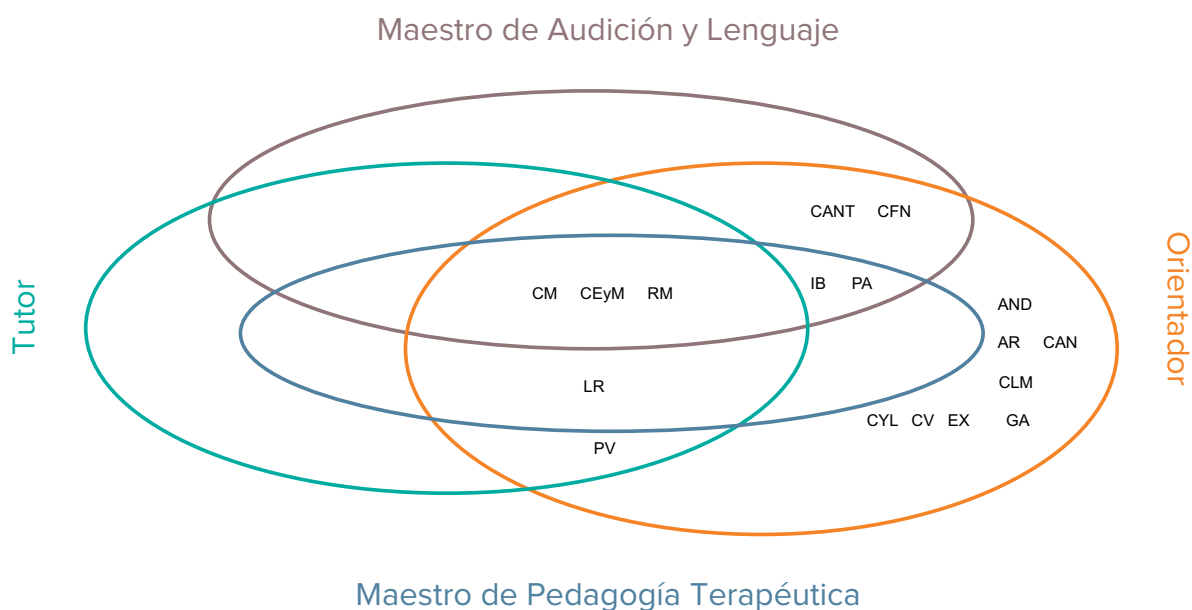 Maestro de Audición y Lenguaje
CANT CFN
Tutor
Orientador
CM CEyM RM
IB PA
AND
AR CAN
LR
CLM
CYL CV EX GA
PV
Maestro de Pedagogía Terapéutica